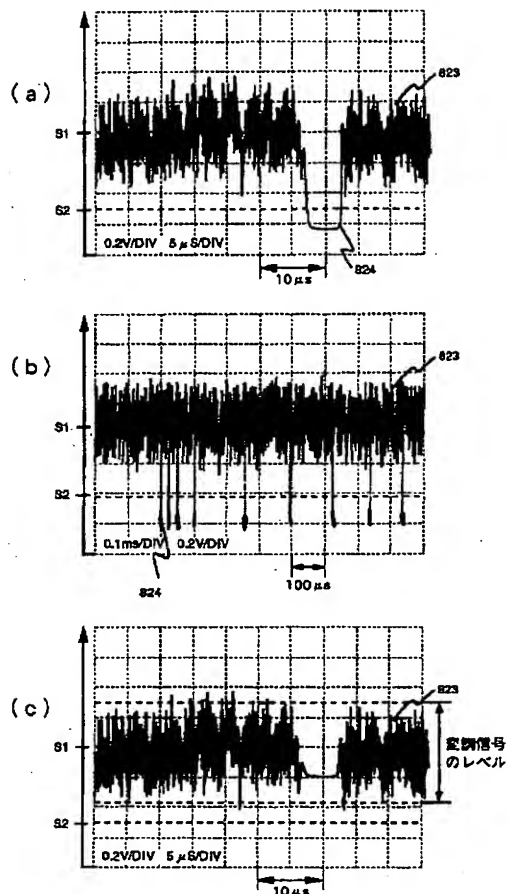 (a)
823
S1
S2
0.2V/DIV 5μS/DIV
824
10μs
(b)
823
S1
S2
0.1ms/DIV 0.2V/DIV
824
100μs
(c)
823
S1
変調信号
のレベル
S2
0.2V/DIV 5μS/DIV
10μs